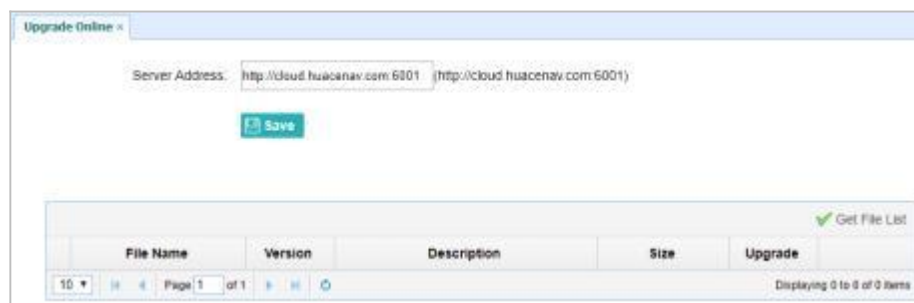 Upgrade Online ×
Server Address: http://cloud.huacenav.com:6001 (http://cloud.huacenav.com:6001)
Save
Get File List
File Name Version Description Size Upgrade
10 Page 1 of 1 Displaying 0 to 0 of 0 items